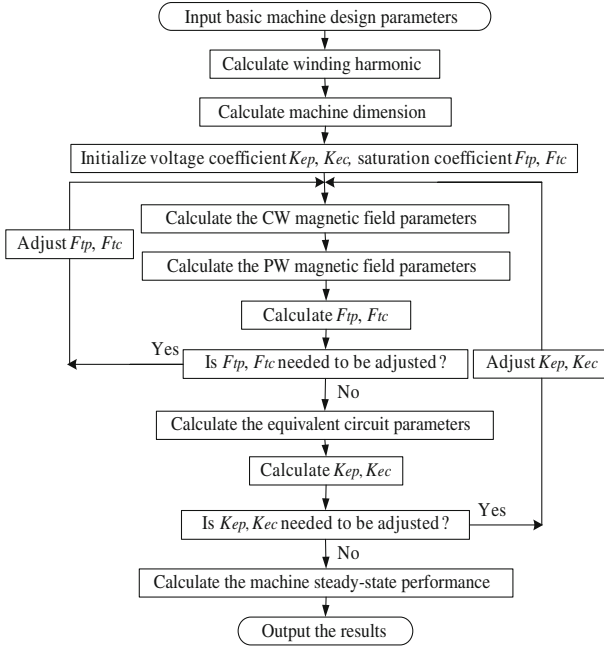 Input basic machine design parameters
Calculate winding harmonic
Calculate machine dimension
Initialize voltage coefficient Kep, Kec, saturation coefficient Ftp, Ftc
Calculate the CW magnetic field parameters
Adjust Ftp, Ftc
Calculate the PW magnetic field parameters
Calculate Ftp, Ftc
Yes
Is Ftp, Ftc needed to be adjusted?
Adjust Kep, Kec
No
Calculate the equivalent circuit parameters
Calculate Kep, Kec
Is Kep, Kec needed to be adjusted?
Yes
No
Calculate the machine steady-state performance
Output the results